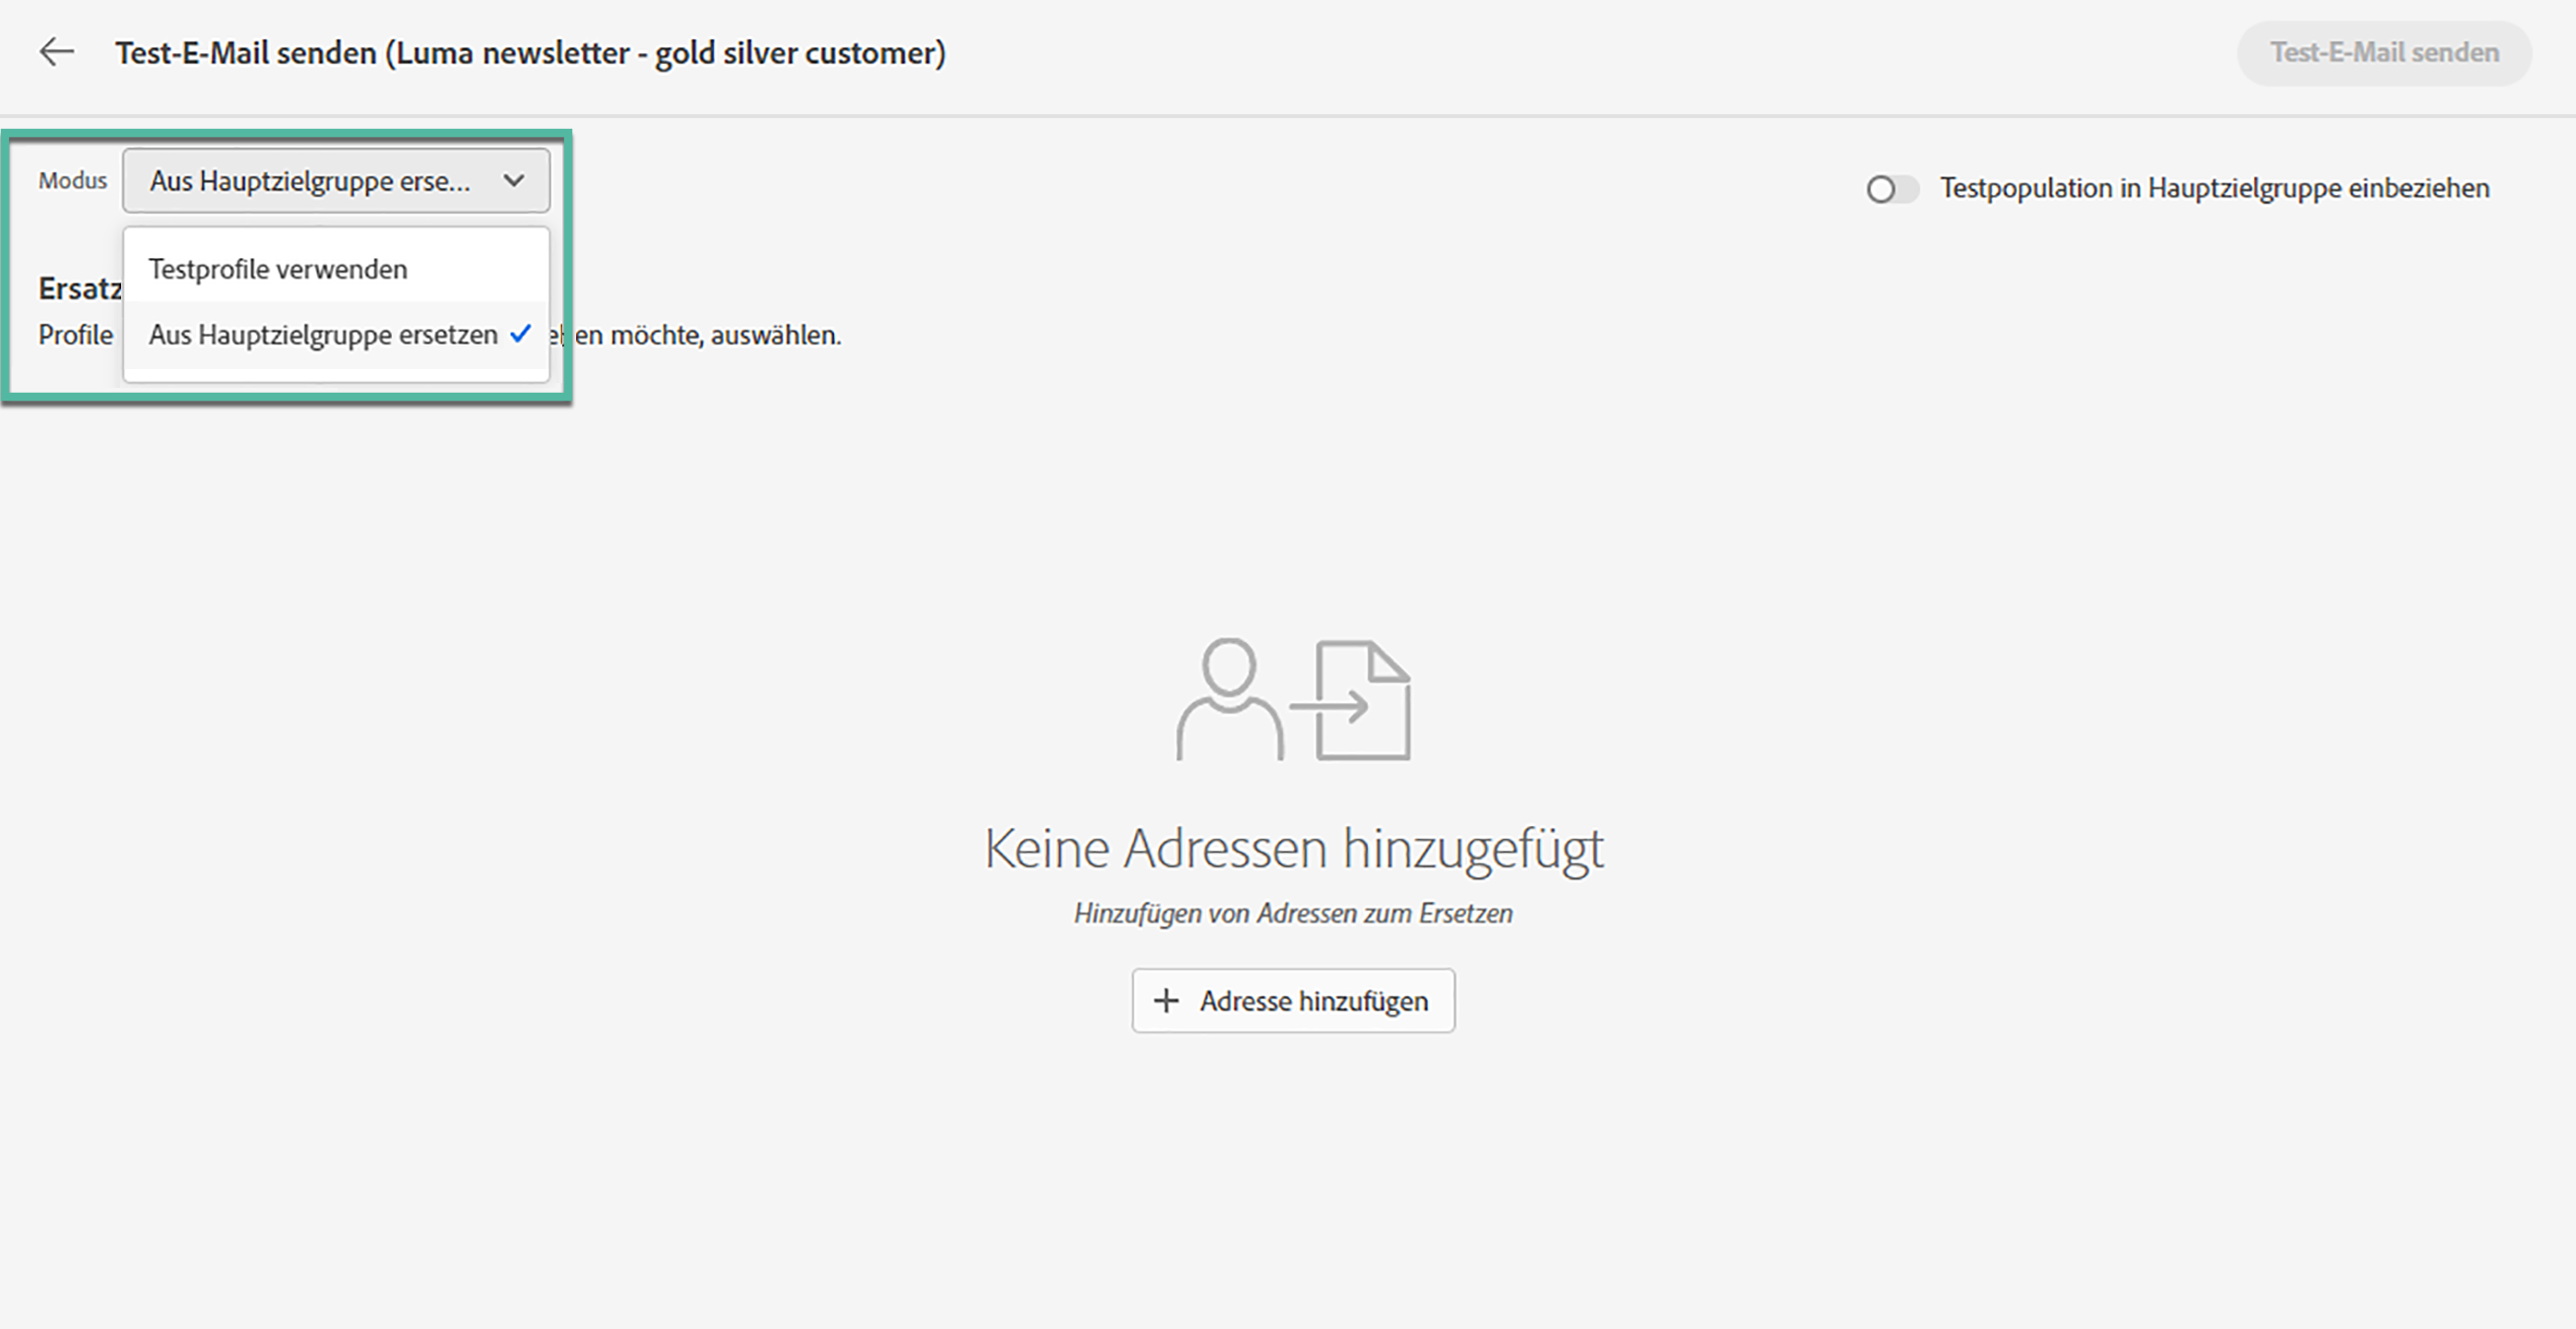 Test-E-Mail senden (Luma newsletter - gold silver customer)
Test-E-Mail senden
Modus
Aus Hauptzielgruppe erse...
Testpopulation in Hauptzielgruppe einbeziehen
Testprofile verwenden
Ersatz
Aus Hauptzielgruppe ersetzen
Profile en möchte, auswählen.
Keine Adressen hinzugefügt
Hinzufügen von Adressen zum Ersetzen
Adresse hinzufügen